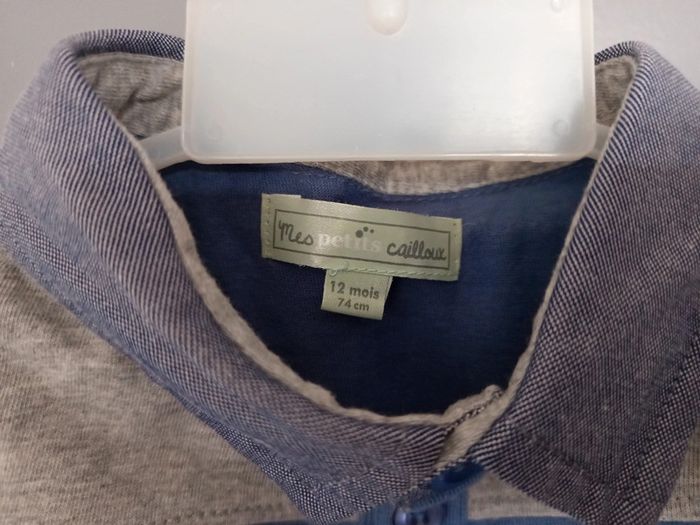 Mes petits cailloux
12 mois
74 cm